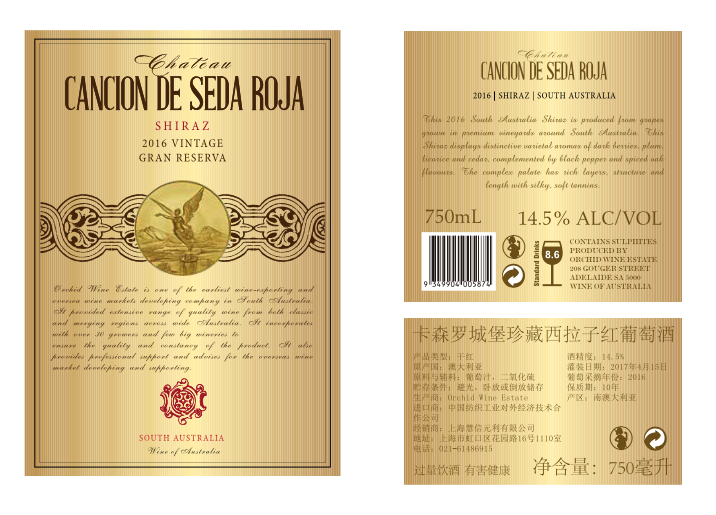 Chateau
CANCION DE SEDA ROJA
SHIRAZ
2016 VINTAGE
GRAN RESERVA
Orchid Wine Estate is one of the earliest wine-exporting and
oversea wine markets developing company in South Australia.
It provoded extensive range of quality wine from both classic
and merging regions across wide Australia. It incorporates
with over 30 growers and few big wineries to
ensure the quality and constancy of the product. It also
provides professional support and advises for the overseas wine
market developing and supporting.
SOUTH AUSTRALIA
Wine of Australia
Chateau
CANCION DE SEDA ROJA
2016 | SHIRAZ | SOUTH AUSTRALIA
This 2016 South Australia Shiraz is produced from grapes
grown in premium vineyards around South Australia. This
Shiraz displays distinctive varietal aromas of dark berries, plum,
licorice and cedar, complemented by black pepper and spiced oak
flavours. The complex palate has rich layers, structure and
length with silky, soft tannins.
750mL 14.5% ALC/VOL
9 349904 005874
Standard Drinks
8.6
CONTAINS SULPHITES
PRODUCED BY
ORCHID WINE ESTATE
208 GOUGER STREET
ADELAIDE SA 5000
WINE OF AUSTRALIA
卡森罗城堡珍藏西拉子红葡萄酒
产品类型：干红
原产国：澳大利亚
原料与辅料：葡萄汁，二氧化硫
贮存条件：避光，卧放或倒放储存
生产商：Orchid Wine Estate
进口商：中国纺织工业对外经济技术合
作公司
经销商：上海慧信元利有限公司
地址：上海市虹口区花园路16号1110室
电话：021-61486915
酒精度：14.5%
灌装日期：2017年4月15日
葡萄采摘年份：2016
保质期：10年
产区：南澳大利亚
过量饮酒 有害健康
净含量：750毫升